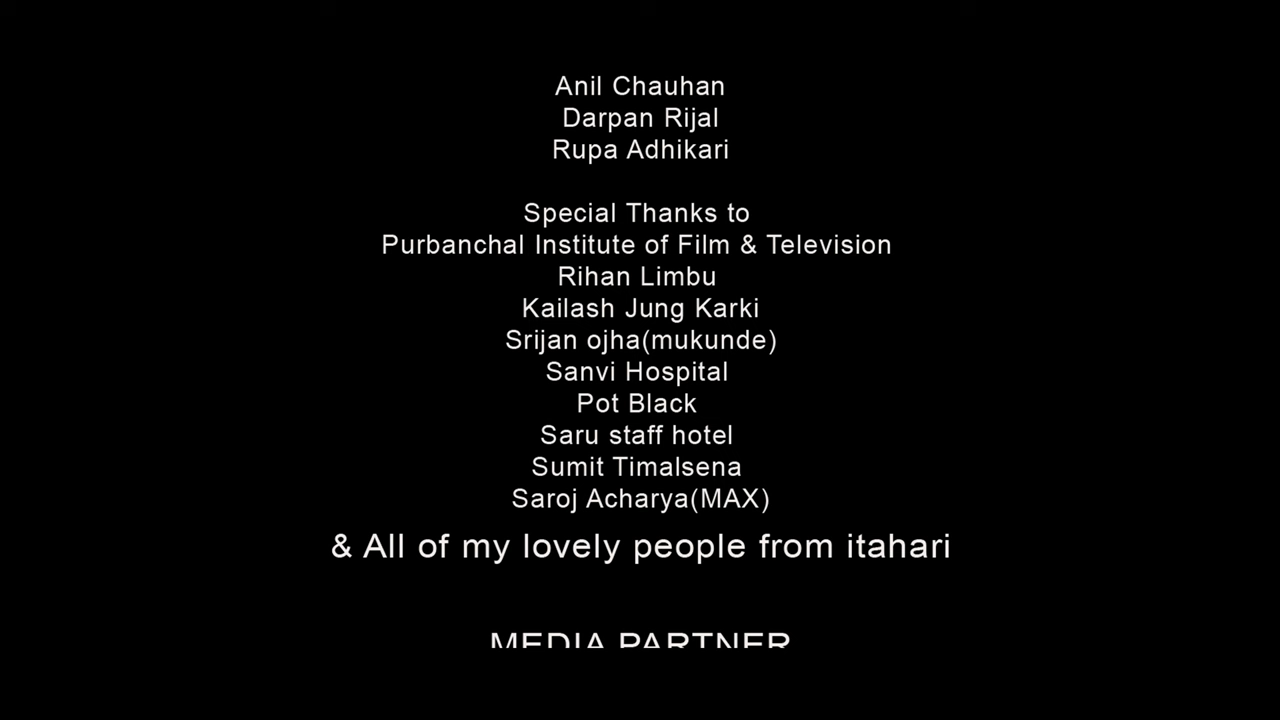 Anil Chauhan
Darpan Rijal
Rupa Adhikari
Special Thanks to
Purbanchal Institute of Film & Television
Rihan Limbu
Kailash Jung Karki
Srijan ojha(mukunde)
Sanvi Hospital
Pot Black
Saru staff hotel
Sumit Timalsena
Saroj Acharya(MAX)
& All of my lovely people from itahari
MEDIA PARTNER